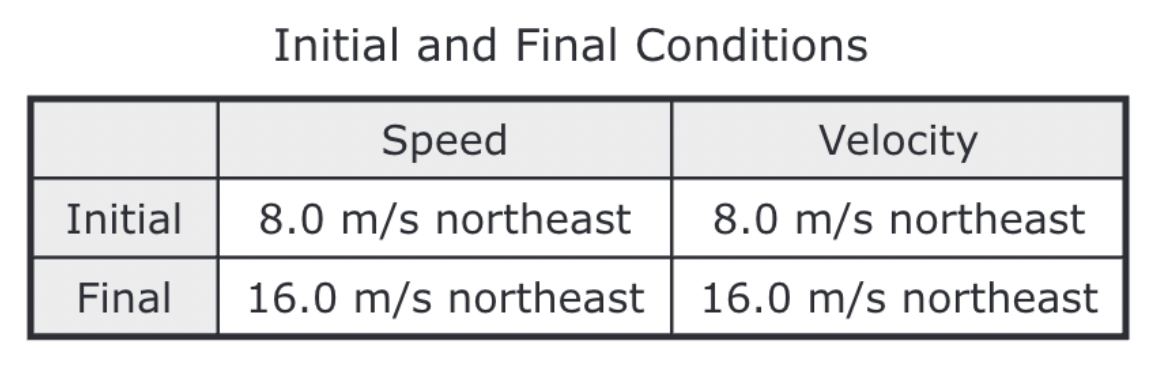 Initial and Final Conditions
Speed Velocity
Initial 8.0 m/s northeast 8.0 m/s northeast
Final 16.0 m/s northeast 16.0 m/s northeast